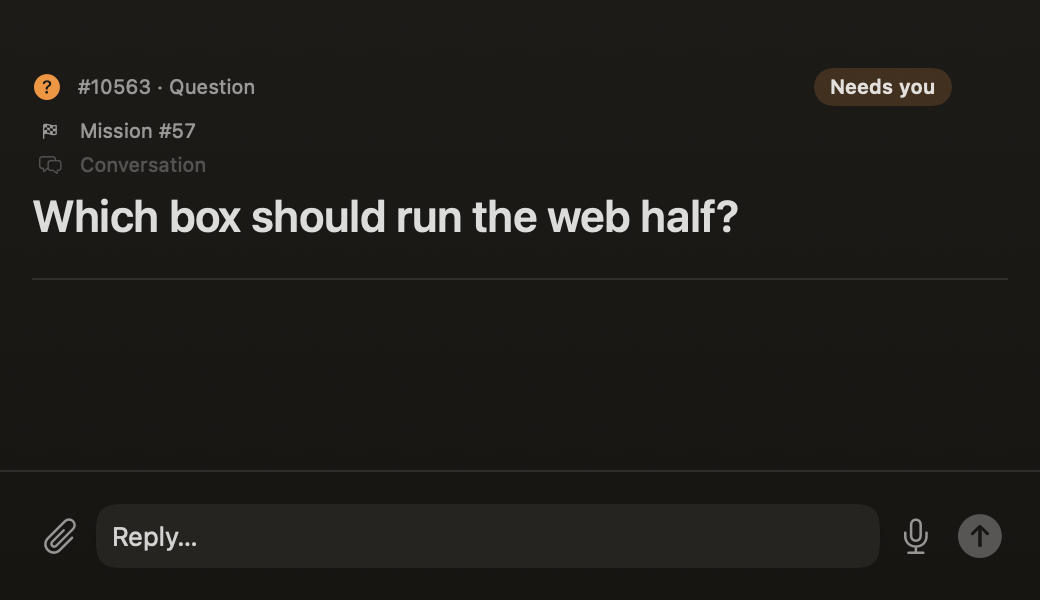 #10563 · Question
Needs you
Mission #57
Conversation
Which box should run the web half?
Reply...